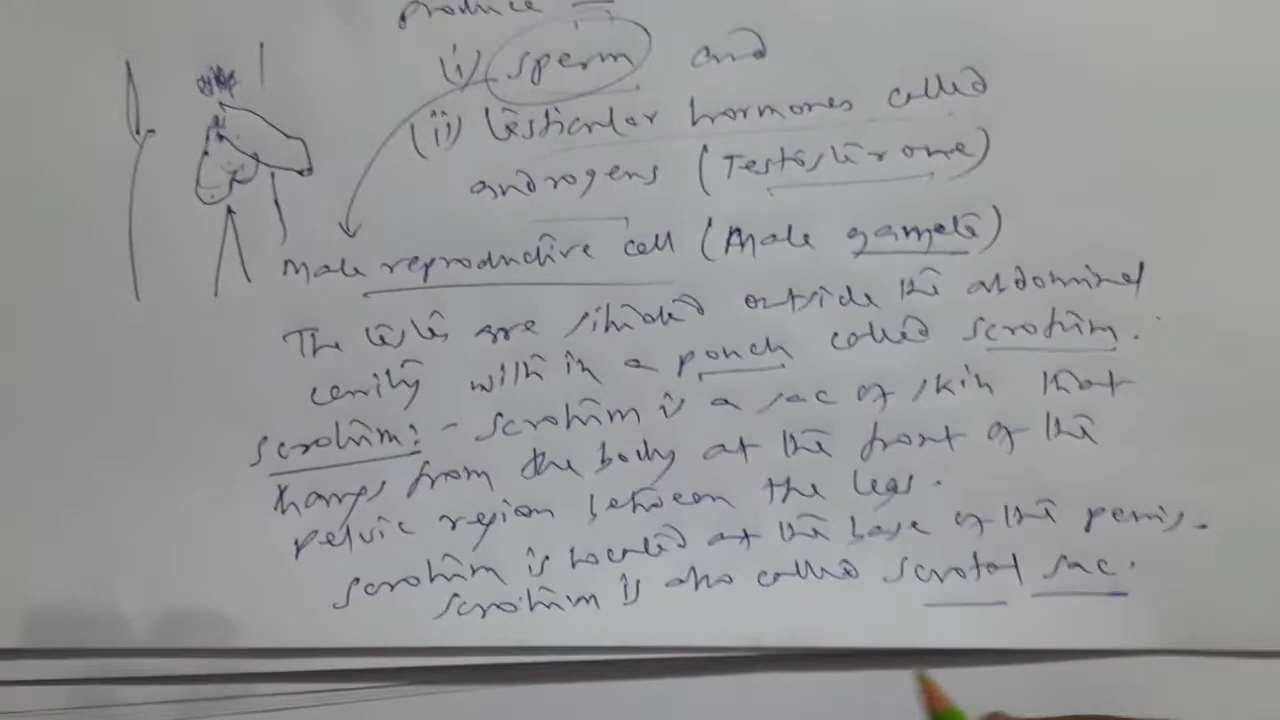 produce
(i) sperm and
(ii) testicular hormones called
androgens (Testosterone)
Male reproductive cell (Male gamete)
The testes are situated outside the abdominal
cavity with in a pouch called scrotum.
scrotum: - scrotum is a sac of skin that
hangs from the body at the front of the
pelvic region between the legs.
scrotum is located at the base of the penis.
scrotum is also called scrotal sac.